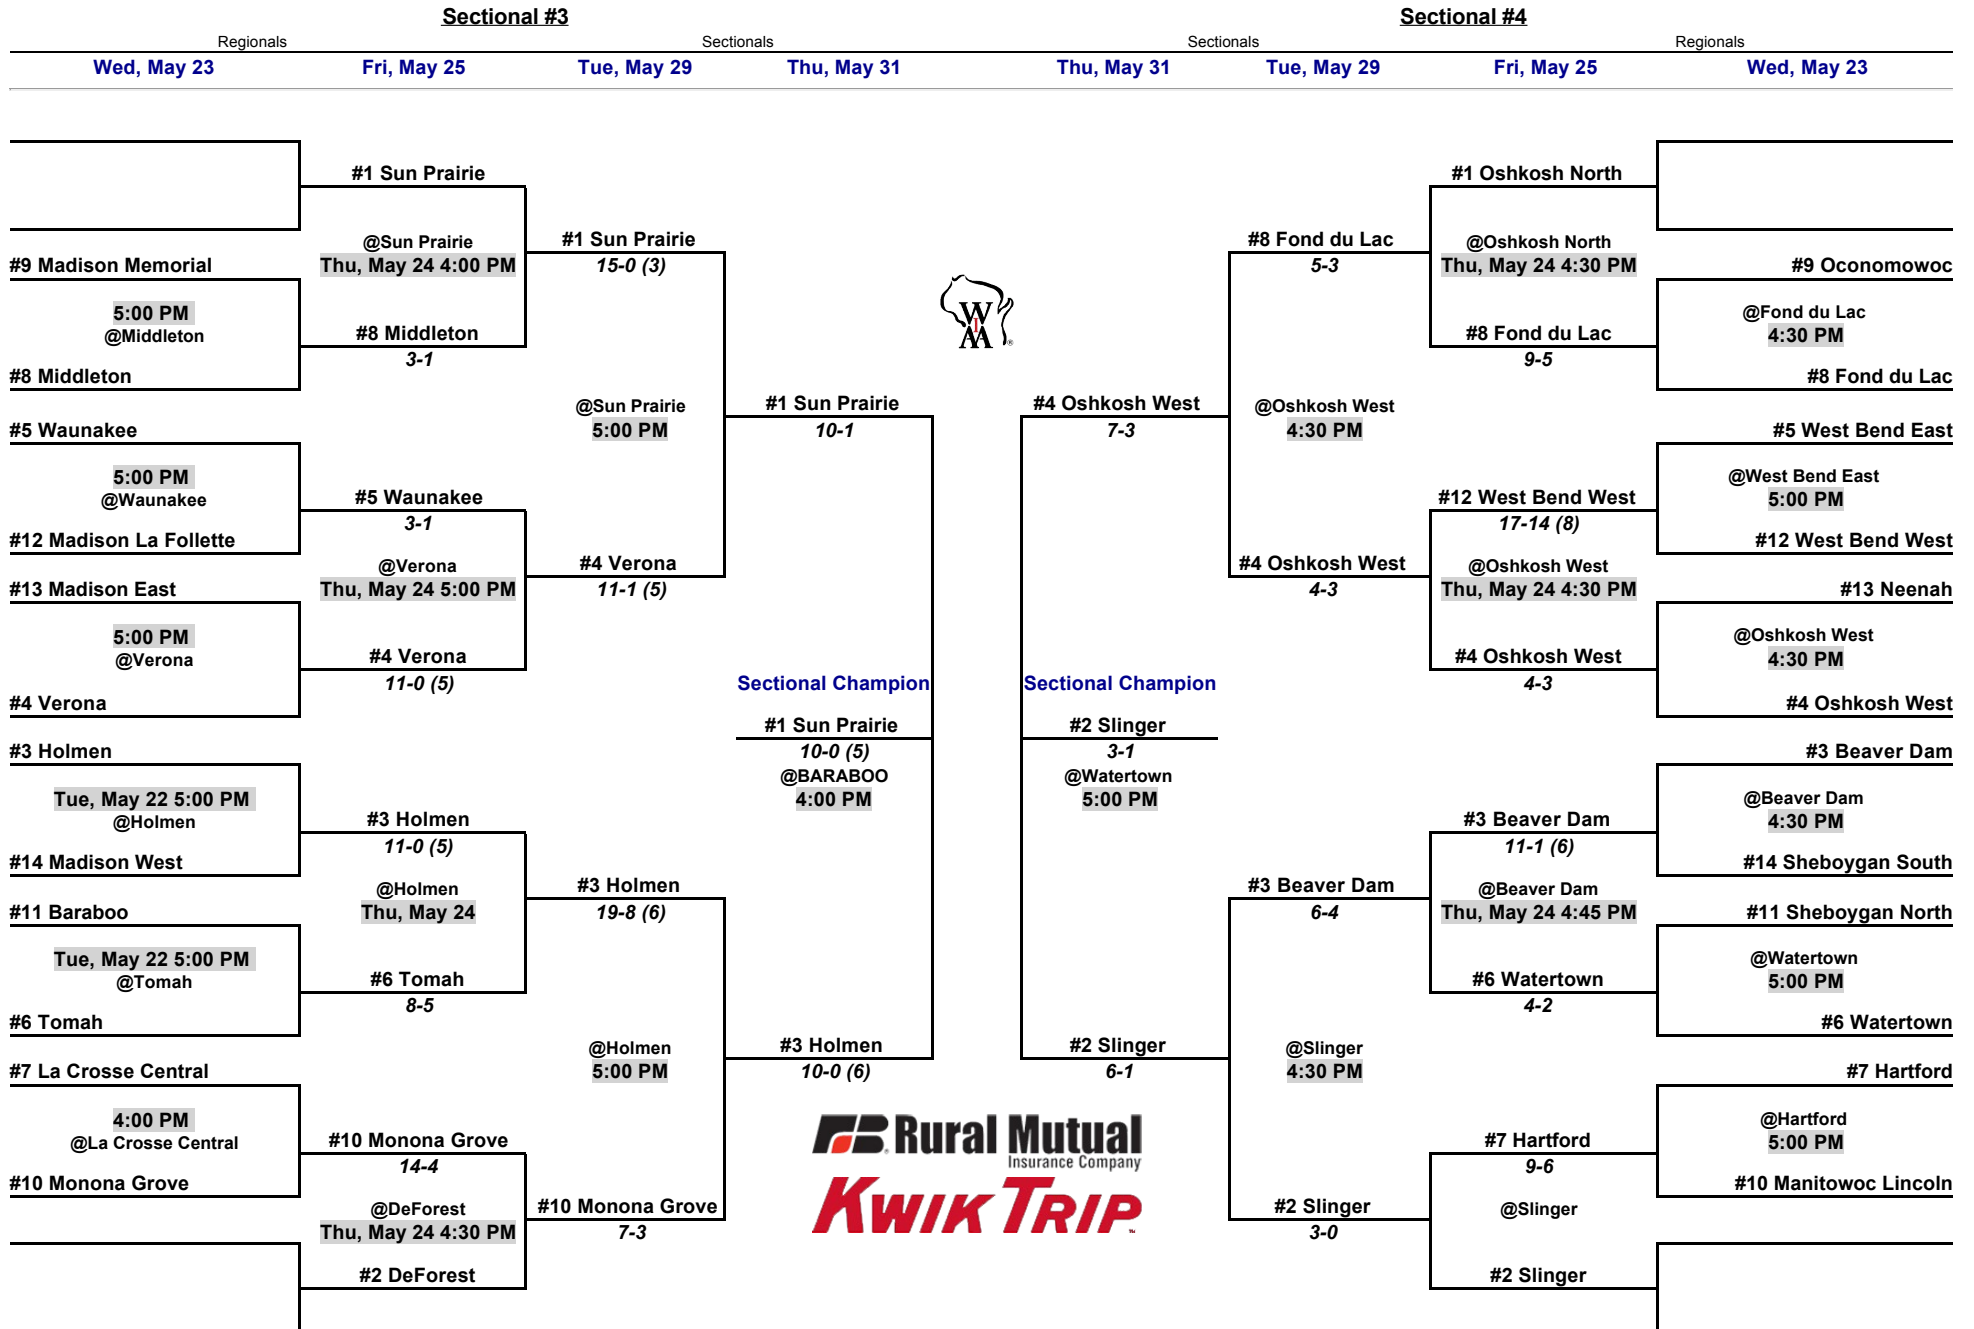 Sectional #3
Sectional #4
Regionals
Sectionals
Sectionals
Regionals
Wed, May 23
Fri, May 25
Tue, May 29
Thu, May 31
Thu, May 31
Tue, May 29
Fri, May 25
Wed, May 23
#9 Madison Memorial
5:00 PM
@Middleton
#8 Middleton
#5 Waunakee
5:00 PM
@Waunakee
#12 Madison La Follette
#13 Madison East
5:00 PM
@Verona
#4 Verona
#3 Holmen
Tue, May 22 5:00 PM
@Holmen
#14 Madison West
#11 Baraboo
Tue, May 22 5:00 PM
@Tomah
#6 Tomah
#7 La Crosse Central
4:00 PM
@La Crosse Central
#10 Monona Grove
#1 Sun Prairie
@Sun Prairie
Thu, May 24 4:00 PM
#8 Middleton
3-1
#5 Waunakee
3-1
@Verona
Thu, May 24 5:00 PM
#4 Verona
11-0 (5)
#3 Holmen
11-0 (5)
@Holmen
Thu, May 24
#6 Tomah
8-5
#10 Monona Grove
14-4
@DeForest
Thu, May 24 4:30 PM
#2 DeForest
#1 Sun Prairie
15-0 (3)
@Sun Prairie
5:00 PM
#4 Verona
11-1 (5)
#3 Holmen
19-8 (6)
@Holmen
5:00 PM
#10 Monona Grove
7-3
#1 Sun Prairie
10-1
Sectional Champion
#1 Sun Prairie
10-0 (5)
@BARABOO
4:00 PM
#3 Holmen
10-0 (6)
W
I
AA
®
Rural Mutual
Insurance Company
KWIK TRIP
#4 Oshkosh West
7-3
Sectional Champion
#2 Slinger
3-1
@Watertown
5:00 PM
#2 Slinger
6-1
#8 Fond du Lac
5-3
@Oshkosh West
4:30 PM
#4 Oshkosh West
4-3
#3 Beaver Dam
6-4
@Slinger
4:30 PM
#2 Slinger
3-0
#1 Oshkosh North
@Oshkosh North
Thu, May 24 4:30 PM
#8 Fond du Lac
9-5
#12 West Bend West
17-14 (8)
@Oshkosh West
Thu, May 24 4:30 PM
#4 Oshkosh West
4-3
#3 Beaver Dam
11-1 (6)
@Beaver Dam
Thu, May 24 4:45 PM
#6 Watertown
4-2
#7 Hartford
9-6
@Slinger
#2 Slinger
#9 Oconomowoc
@Fond du Lac
4:30 PM
#8 Fond du Lac
#5 West Bend East
@West Bend East
5:00 PM
#12 West Bend West
#13 Neenah
@Oshkosh West
4:30 PM
#4 Oshkosh West
#3 Beaver Dam
@Beaver Dam
4:30 PM
#14 Sheboygan South
#11 Sheboygan North
@Watertown
5:00 PM
#6 Watertown
#7 Hartford
@Hartford
5:00 PM
#10 Manitowoc Lincoln